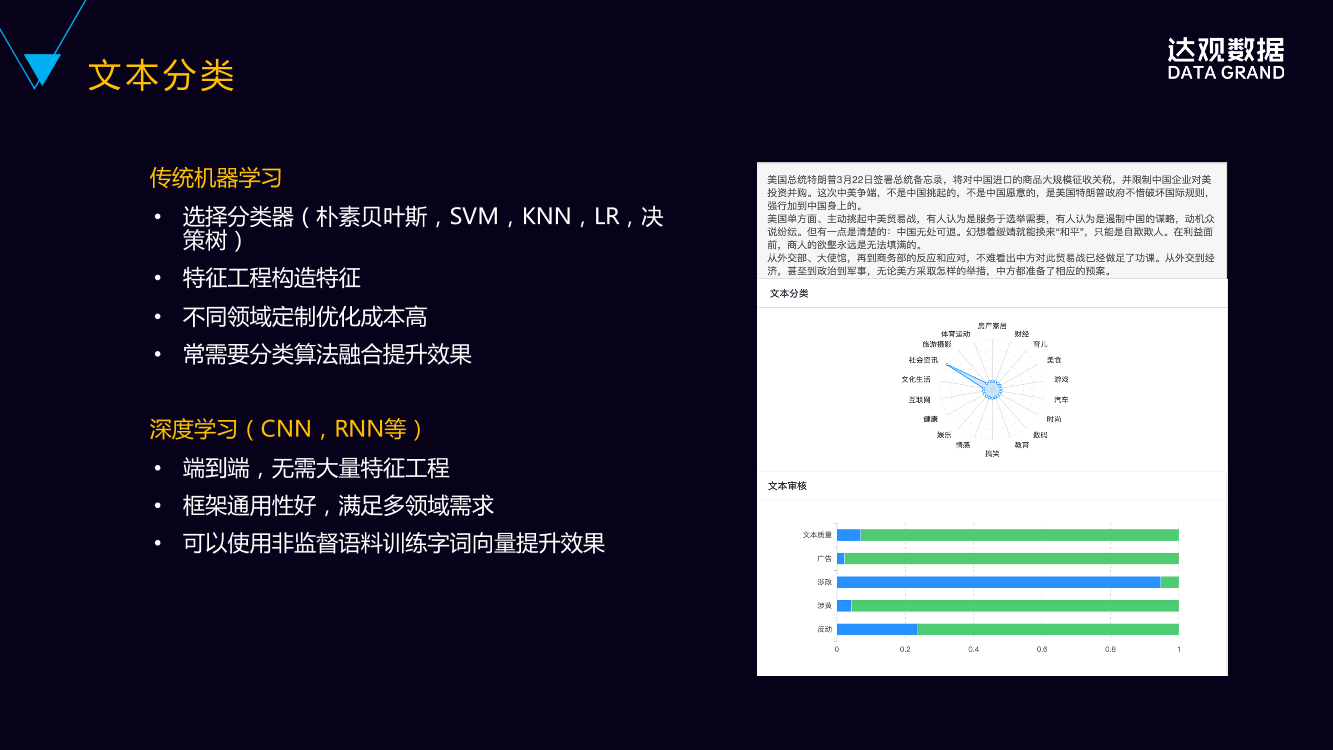 文本分类
达观数据
DATA GRAND
传统机器学习
• 选择分类器（朴素贝叶斯，SVM，KNN，LR，决
策树）
• 特征工程构造特征
• 不同领域定制优化成本高
• 常需要分类算法融合提升效果
深度学习（CNN，RNN等）
• 端到端，无需大量特征工程
• 框架通用性好，满足多领域需求
• 可以使用非监督语料训练字词向量提升效果
美国总统特朗普3月22日签署总统备忘录，将对中国进口的商品大规模征收关税，并限制中国企业对美
投资并购。这次中美争端，不是中国挑起的，不是中国愿意的，是美国特朗普政府不惜破坏国际规则，
强行加到中国身上的。
美国单方面、主动挑起中美贸易战，有人认为是服务于选举需要，有人认为是遏制中国的谋略，动机众
说纷纭。但有一点是清楚的：中国无处可退。幻想着绥靖就能换来“和平”，只能是自欺欺人。在利益面
前，商人的欲壑永远是无法填满的。
从外交部、大使馆，再到商务部的反应和应对，不难看出中方对此贸易战已经做足了功课。从外交到经
济，甚至到政治到军事，无论美方采取怎样的举措，中方都准备了相应的预案。
文本分类
房产家居
财经
育儿
美食
游戏
汽车
时尚
数码
教育
搞笑
情感
娱乐
健康
互联网
文化生活
社会资讯
旅游摄影
体育运动
文本审核
文本质量
广告
涉政
涉黄
反动
0 0.2 0.4 0.6 0.8 1